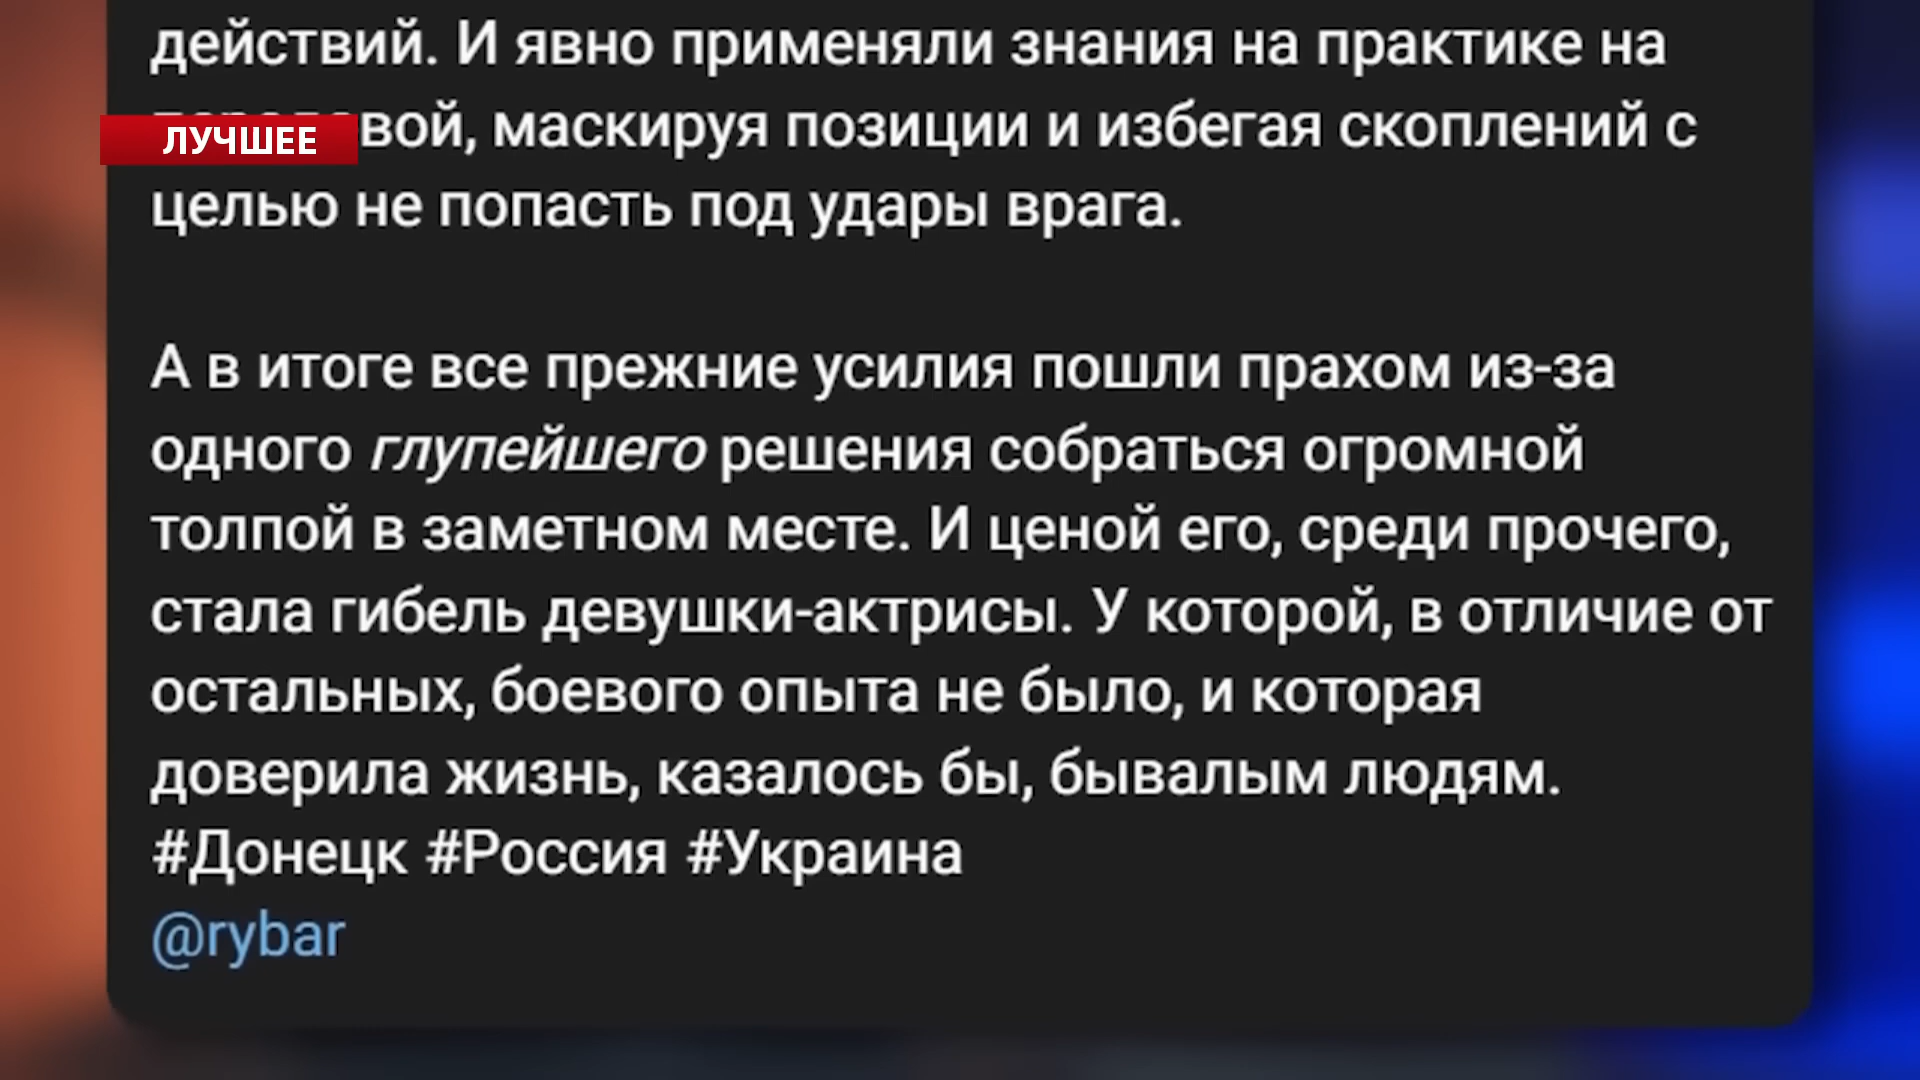 действий. И явно применяли знания на практике на
ЛУЧШЕЕ
вой, маскируя позиции и избегая скоплений с
целью не попасть под удары врага.
А в итоге все прежние усилия пошли прахом из-за
одного глупейшего решения собраться огромной
толпой в заметном месте. И ценой его, среди прочего,
стала гибель девушки-актрисы. У которой, в отличие от
остальных, боевого опыта не было, и которая
доверила жизнь, казалось бы, бывалым людям.
#Донецк #Россия #Украина
@rybar